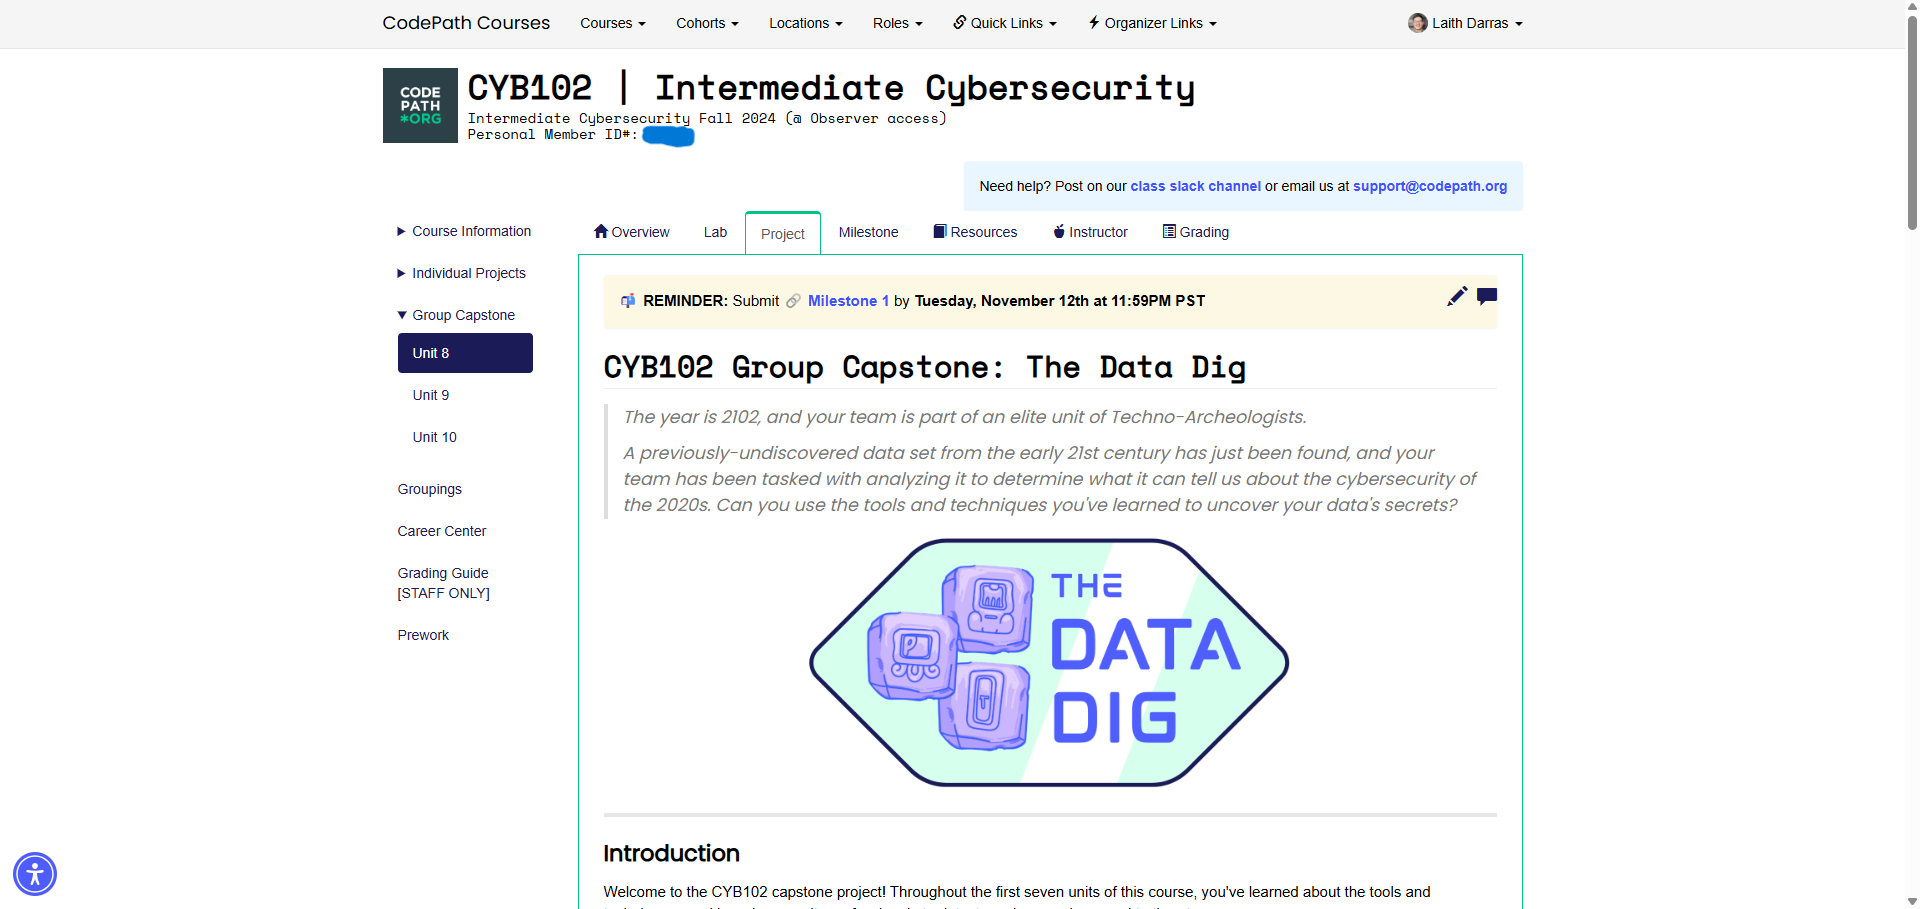 CodePath Courses Courses Cohorts Locations Roles Quick Links Organizer Links Laith Darras
CODE
PATH
*ORG
CYB102 | Intermediate Cybersecurity
Intermediate Cybersecurity Fall 2024 (@ Observer access)
Personal Member ID#:
Need help? Post on our class slack channel or email us at support@codepath.org
Course Information
Individual Projects
Group Capstone
Unit 8
Unit 9
Unit 10
Groupings
Career Center
Grading Guide
[STAFF ONLY]
Prework
Overview Lab Project Milestone Resources Instructor Grading
REMINDER: Submit Milestone 1 by Tuesday, November 12th at 11:59PM PST
CYB102 Group Capstone: The Data Dig
The year is 2102, and your team is part of an elite unit of Techno-Archeologists.
A previously-undiscovered data set from the early 21st century has just been found, and your
team has been tasked with analyzing it to determine what it can tell us about the cybersecurity of
the 2020s. Can you use the tools and techniques you've learned to uncover your data's secrets?
THE
DATA
DIG
Introduction
Welcome to the CYB102 capstone project! Throughout the first seven units of this course, you've learned about the tools and